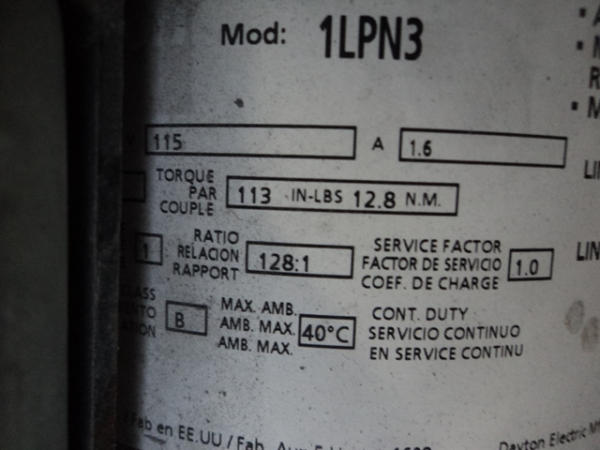 Mod: 1LPN3
V 115 A 1.6
TORQUE
PAR
COUPLE
113 IN-LBS 12.8 N.M.
1
RATIO
RELACION
RAPPORT
128:1
SERVICE FACTOR
FACTOR DE SERVICIO
COEF. DE CHARGE
1.0
B
MAX. AMB.
AMB. MAX.
AMB. MAX.
40°C
CONT. DUTY
SERVICIO CONTINUO
EN SERVICE CONTINU
Fab en EE.UU / Fab.
Dayton Electric